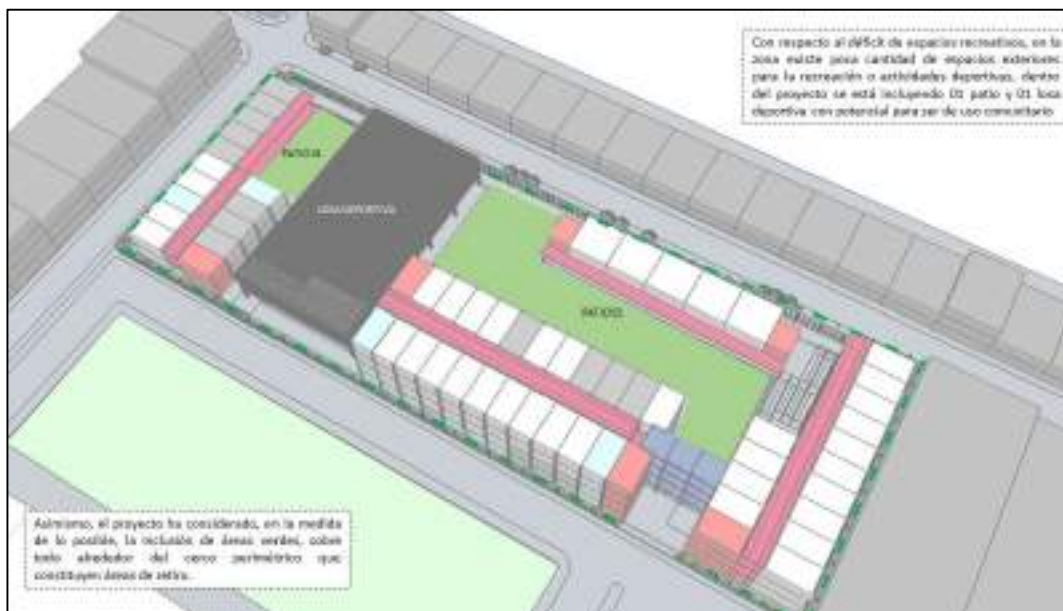 Con respecto al déficit de espacios recreativos, en la
zona existe poca cantidad de espacios exteriores
para la recreación o actividades deportivas, dentro
del proyecto se está incluyendo 01 patio y 01 losa
deportiva con potencial para ser de uso comunitario
LOSA DEPORTIVA
Asimismo, el proyecto ha considerado, en la medida
de lo posible, la inclusión de áreas verdes, sobre
todo alrededor del cerco perimétrico que
constituyen áreas de retiro.